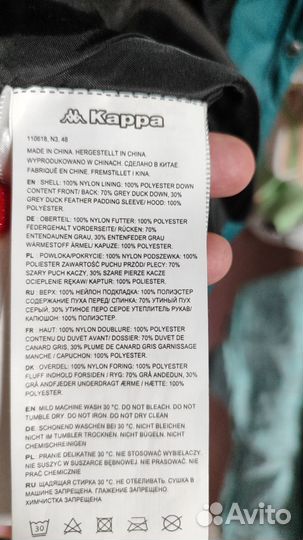 Kappa
110618, N3, 48
MADE IN CHINA. HERGESTELLT IN CHINA.
WYPRODUKOWANO W CHINACH. СДЕЛАНО В КИТАЕ.
FABRIQUÉ EN CHINE. FREMSTILLET I KINA.
EN : SHELL: 100% NYLON LINING: 100% POLYESTER DOWN
CONTENT FRONT/ BACK: 70% GREY DUCK DOWN, 30%
GREY DUCK FEATHER PADDING SLEEVE/ HOOD: 100%
POLYESTER.
DE : OBERTEIL: 100% NYLON FUTTER: 100% POLYESTER
FEDERGEHALT VORDERSEITE/ RÜCKEN: 70%
ENTENDAUNEN GRAU, 30% ENTENFEDERN GRAU
WÄRMESTOFF ÄRMEL/ KAPUZE: 100% POLYESTER.
PL : POWŁOKA/POKRYCIE: 100% NYLON PODSZEWKA: 100%
POLYESTER ZAWARTOŚĆ PUCHU PRZÓD/ PLECY: 70%
SZARY PUCH KACZY, 30% SZARE PIERZE KACZE
OCIEPLENIE RĘKAW/ KAPTUR: 100% POLIESTER.
RU : ВЕРХ: 100% НЕЙЛОН ПОДКЛАДКА: 100% ПОЛИЭСТЕР
СОДЕРЖАНИЕ ПУХА ПЕРЕД/ СПИНКА: 70% УТИНЫЙ ПУХ
СЕРЫЙ, 30% УТИНОЕ ПЕРО СЕРОЕ УТЕПЛИТЕЛЬ РУКАВ/
КАПЮШОН: 100% ПОЛИЭСТЕР.
FR : HAUT: 100% NYLON DOUBLURE: 100% POLYESTER
CONTENU DU DUVET AVANT/ DOSSIER: 70% DUVET DE
CANARD GRIS, 30% PLUME DE CANARD GRIS GARNISSAGE
MANCHE / CAPUCHON: 100% POLYESTER.
DK : OVERDEL: 100% NYLON FORING: 100% POLYESTER
FLUFF INDHOLD FORSIDEN / RYG: 70% GRÅ ANDEDUN, 30%
GRÅ ANDFJEDER UNDERDRAGT ÆRME / HÆTTE: 100%
POLYESTER.
EN : MILD MACHINE WASH 30 °C. DO NOT BLEACH. DO NOT
TUMBLE DRY. DO NOT IRON. DO NOT DRY CLEAN.
DE : SCHONEND WASCHEN BEI 30 °C. NICHT BLEICHEN
NICHT IM TUMBLER TROCKNEN. NICHT BÜGELN. NICHT
CHEMISCHREINIGEN
PL : PRANIE DELIKATNE 30 °C. NIE STOSOWAĆ WYBIELACZY.
NIE SUSZYĆ W SUSZARCE BĘBNOWEJ. NIE PRASOWAĆ. NIE
PRAĆ CHEMICZNIE
RU : ЩАДЯЩАЯ СТИРКА 30 °C. НЕ ОТБЕЛИВАТЬ. СУШКА В
МАШИНЕ ЗАПРЕЩЕНА. ГЛАЖЕНИЕ ЗАПРЕЩЕНО.
ХИМЧИСТКА ЗАПРЕЩЕНА.
30
Avito